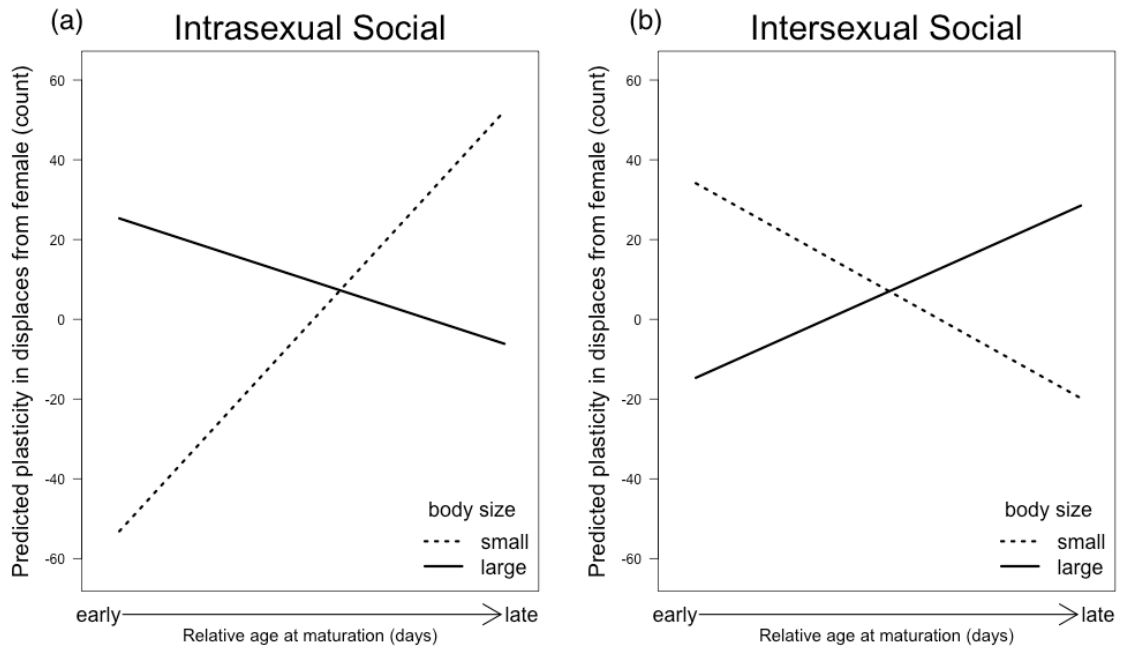 (a) Intrasexual Social
Predicted plasticity in displaces from female (count)
60
40
20
0
-20
-40
-60
body size
small
large
early late
Relative age at maturation (days)
(b) Intersexual Social
Predicted plasticity in displaces from female (count)
60
40
20
0
-20
-40
-60
body size
small
large
early late
Relative age at maturation (days)